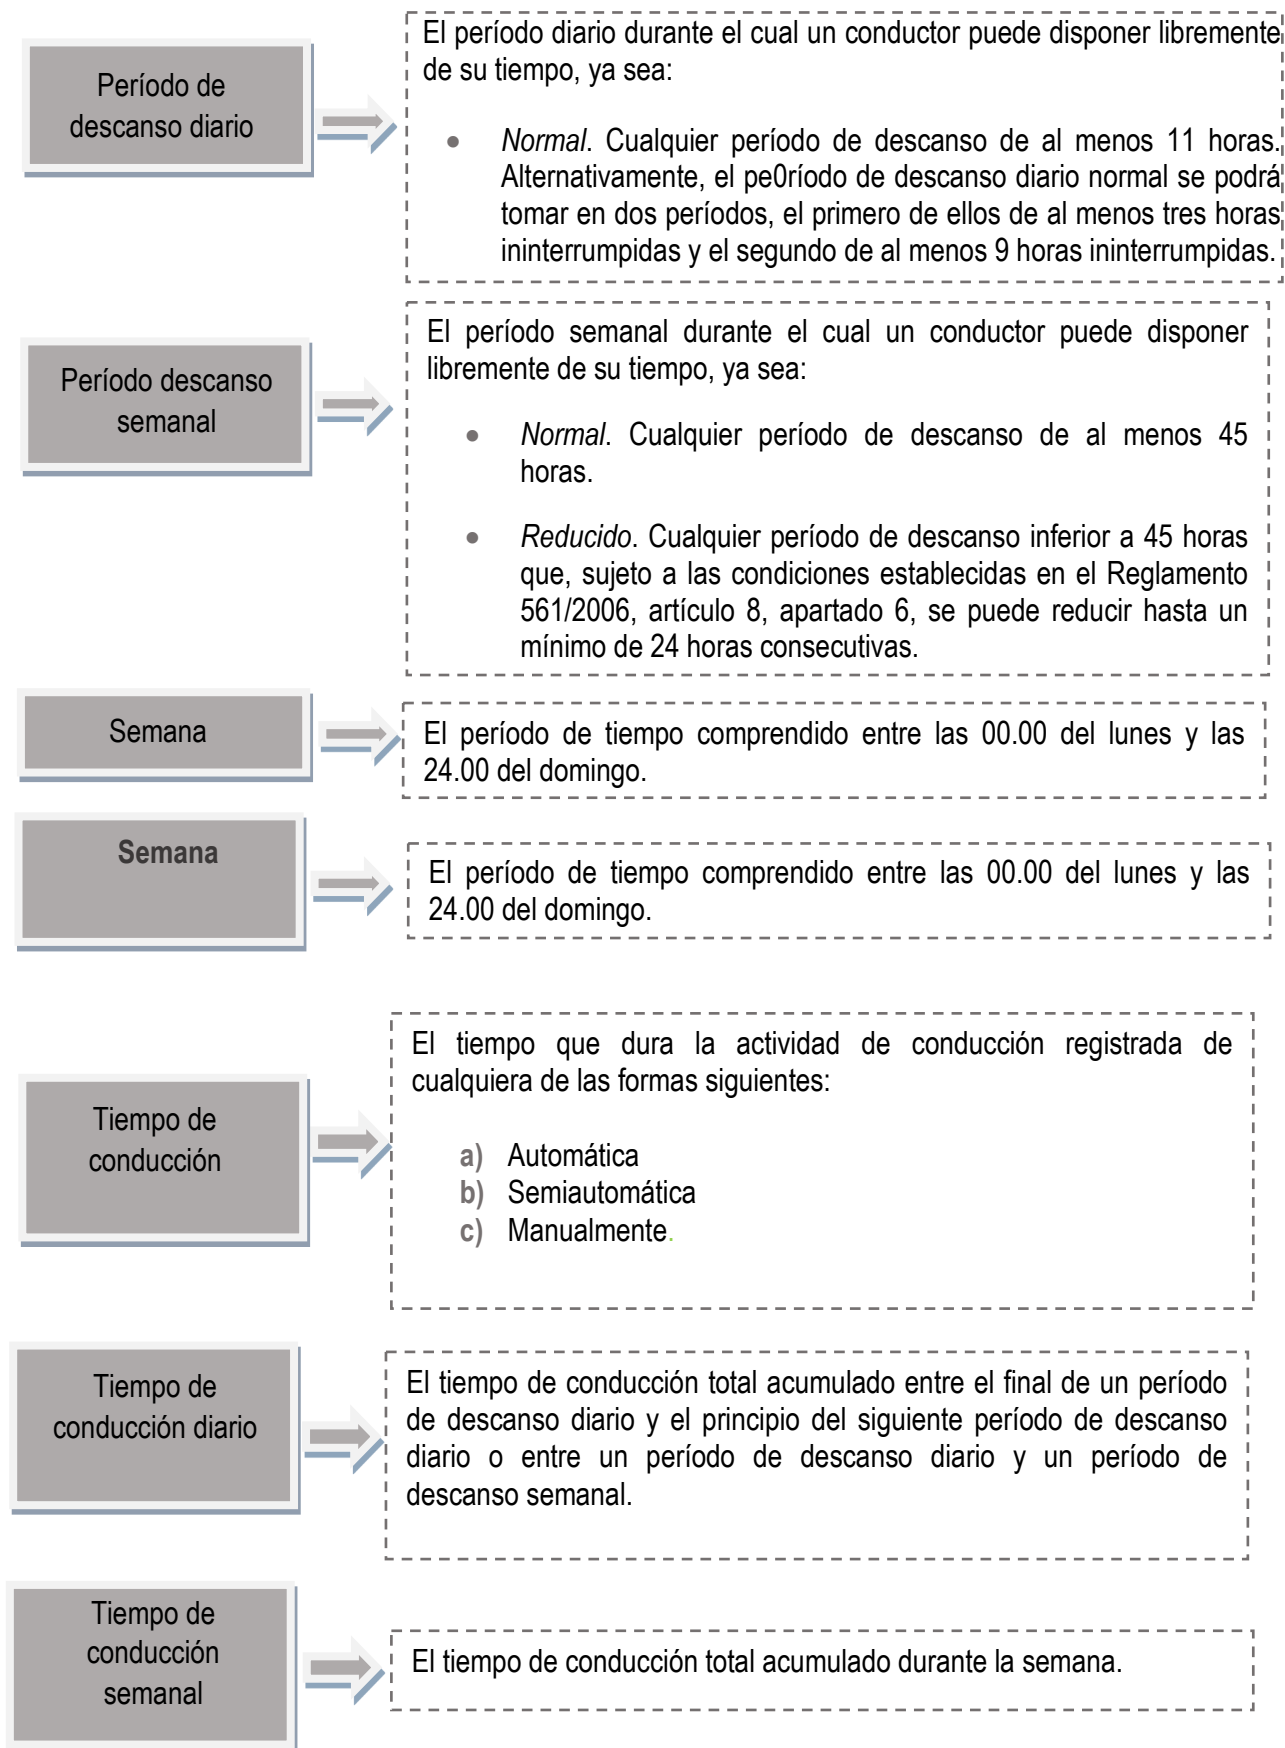 Período de
descanso diario
El período diario durante el cual un conductor puede disponer libremente
de su tiempo, ya sea:
• Normal. Cualquier período de descanso de al menos 11 horas.
Alternativamente, el pe0ríodo de descanso diario normal se podrá
tomar en dos períodos, el primero de ellos de al menos tres horas
ininterrumpidas y el segundo de al menos 9 horas ininterrumpidas.
Período descanso
semanal
El período semanal durante el cual un conductor puede disponer
libremente de su tiempo, ya sea:
• Normal. Cualquier período de descanso de al menos 45
horas.
• Reducido. Cualquier período de descanso inferior a 45 horas
que, sujeto a las condiciones establecidas en el Reglamento
561/2006, artículo 8, apartado 6, se puede reducir hasta un
mínimo de 24 horas consecutivas.
Semana
El período de tiempo comprendido entre las 00.00 del lunes y las
24.00 del domingo.
Semana
El período de tiempo comprendido entre las 00.00 del lunes y las
24.00 del domingo.
Tiempo de
conducción
El tiempo que dura la actividad de conducción registrada de
cualquiera de las formas siguientes:
a) Automática
b) Semiautomática
c) Manualmente.
Tiempo de
conducción diario
El tiempo de conducción total acumulado entre el final de un período
de descanso diario y el principio del siguiente período de descanso
diario o entre un período de descanso diario y un período de
descanso semanal.
Tiempo de
conducción
semanal
El tiempo de conducción total acumulado durante la semana.